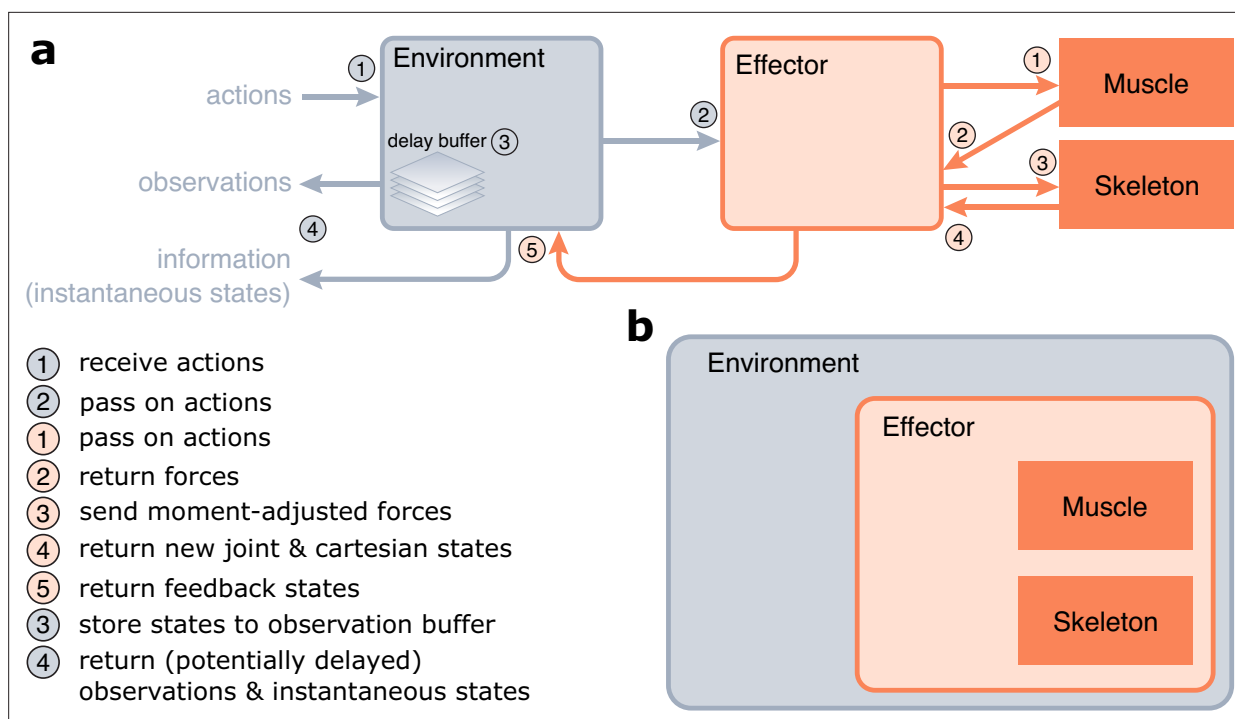 a
Environment
1
actions
delay buffer 3
observations
4
information
(instantaneous states)
2
Effector
5
1
Muscle
2
3
Skeleton
4
1 receive actions
2 pass on actions
1 pass on actions
2 return forces
3 send moment-adjusted forces
4 return new joint & cartesian states
5 return feedback states
3 store states to observation buffer
4 return (potentially delayed)
observations & instantaneous states
b
Environment
Effector
Muscle
Skeleton